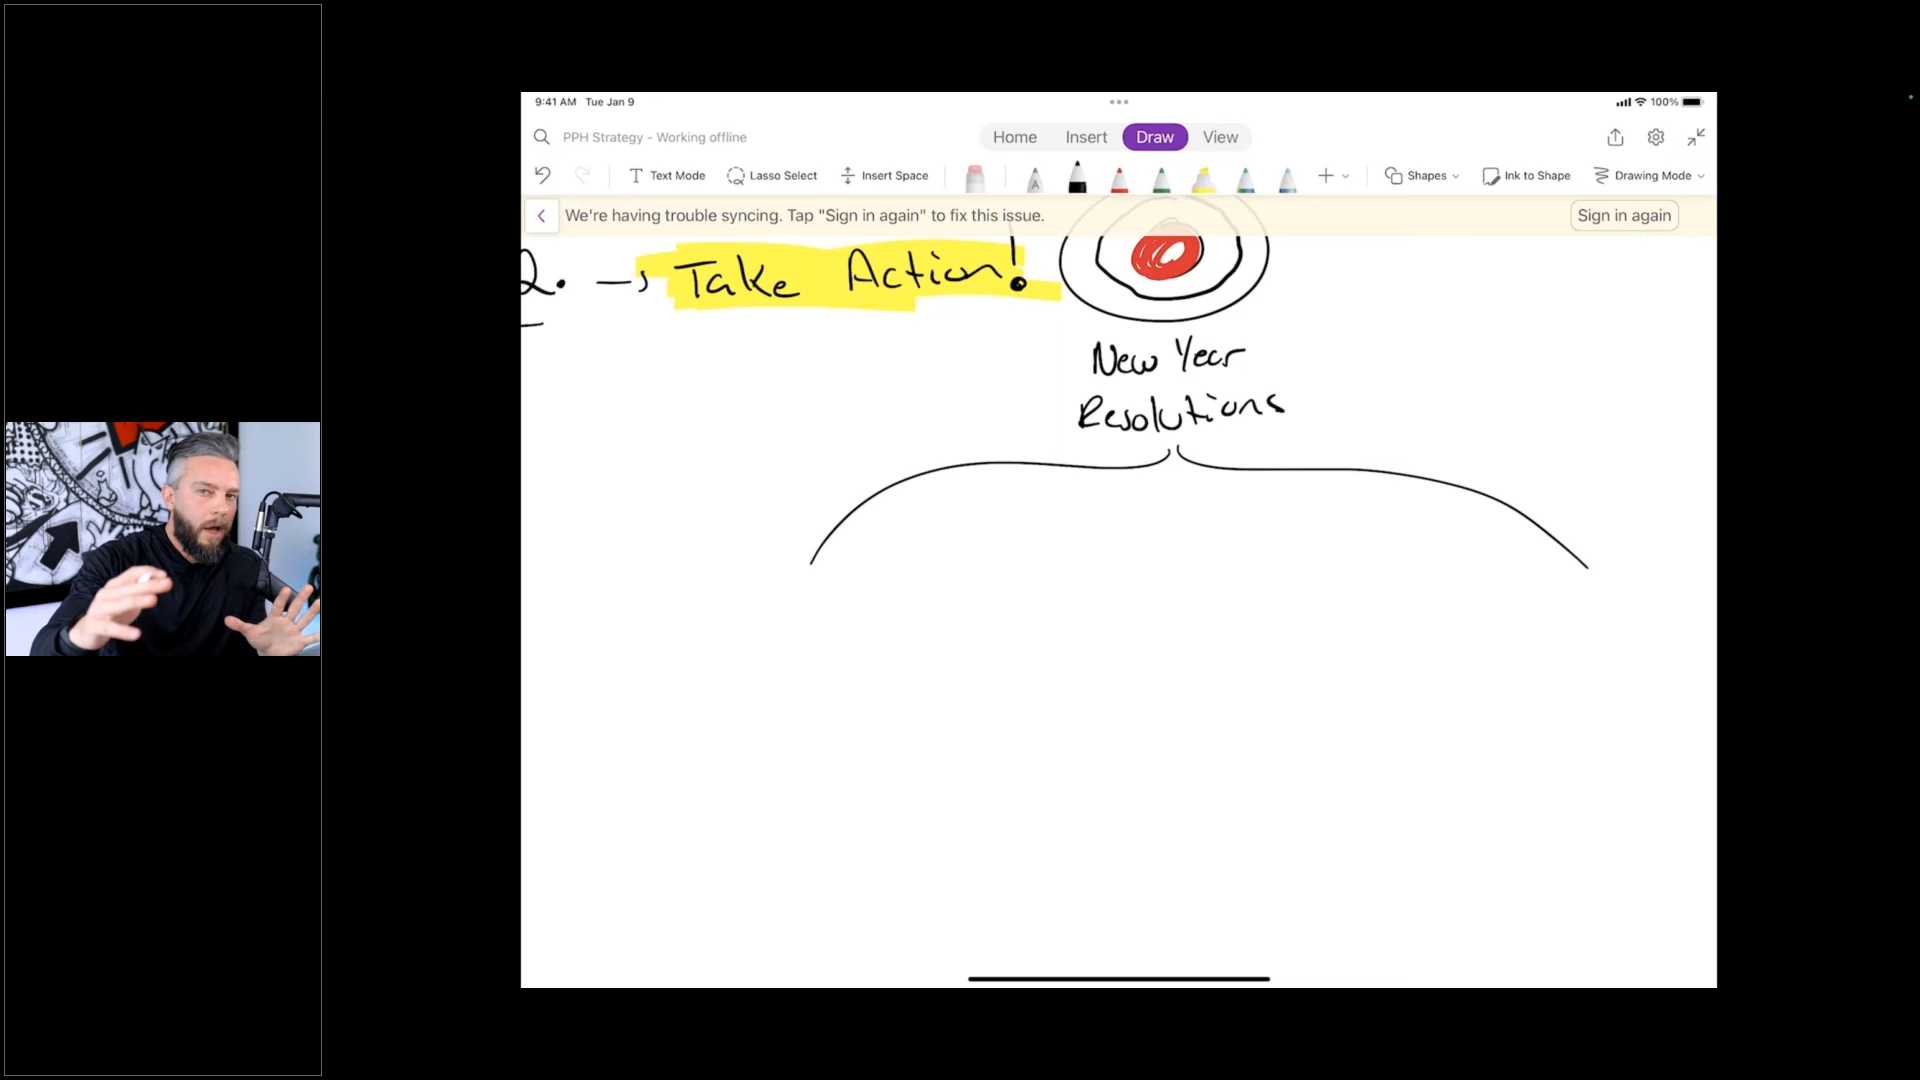 9:41 AM Tue Jan 9
100%
PPH Strategy - Working offline
Home Insert Draw View
Text Mode Lasso Select Insert Space A Shapes Ink to Shape Drawing Mode
We're having trouble syncing. Tap "Sign in again" to fix this issue. Sign in again
2. → Take Action!
New Year
Resolutions